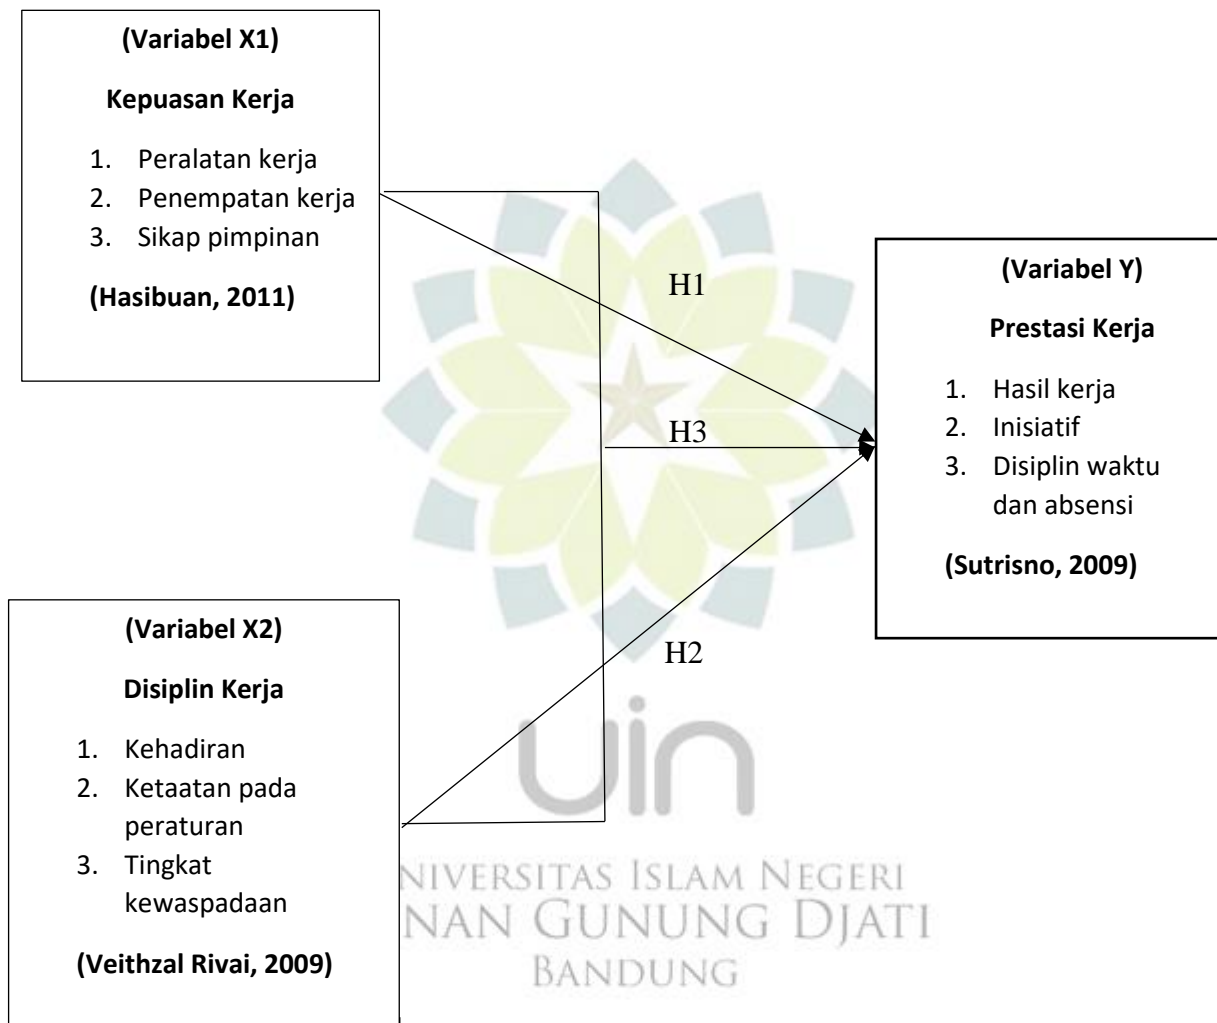 (Variabel X1)
Kepuasan Kerja
1. Peralatan kerja
2. Penempatan kerja
3. Sikap pimpinan
(Hasibuan, 2011)
H1
H3
H2
(Variabel Y)
Prestasi Kerja
1. Hasil kerja
2. Inisiatif
3. Disiplin waktu
dan absensi
(Sutrisno, 2009)
(Variabel X2)
Disiplin Kerja
1. Kehadiran
2. Ketaatan pada
peraturan
3. Tingkat
kewaspadaan
(Veithzal Rivai, 2009)
uin
NIVERSITAS ISLAM NEGERI
NAN GUNUNG DJATI
BANDUNG